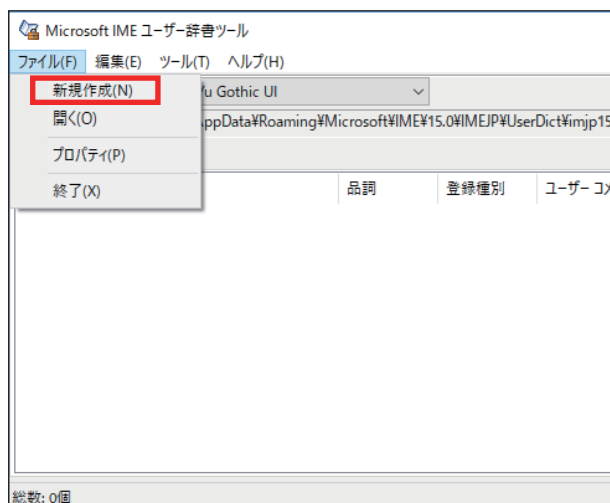 Microsoft IME ユーザー辞書ツール
ファイル(F) 編集(E) ツール(T) ヘルプ(H)
新規作成(N)
Gothic UI
開く(O)
AppData¥Roaming¥Microsoft¥IME¥15.0¥IMEJP¥UserDict¥imjp15
プロパティ(P)
終了(X)
品詞 登録種別 ユーザー コメ
総数: 0個